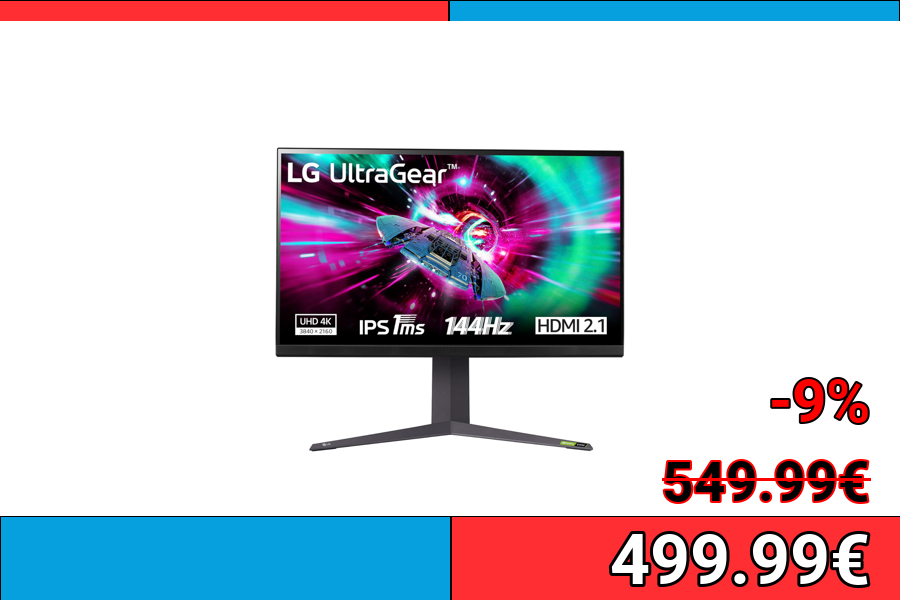 LG UltraGear™
UHD 4K
3840 × 2160
IPS 1ms
144Hz
HDMI 2.1
-9%
549.99€
499.99€